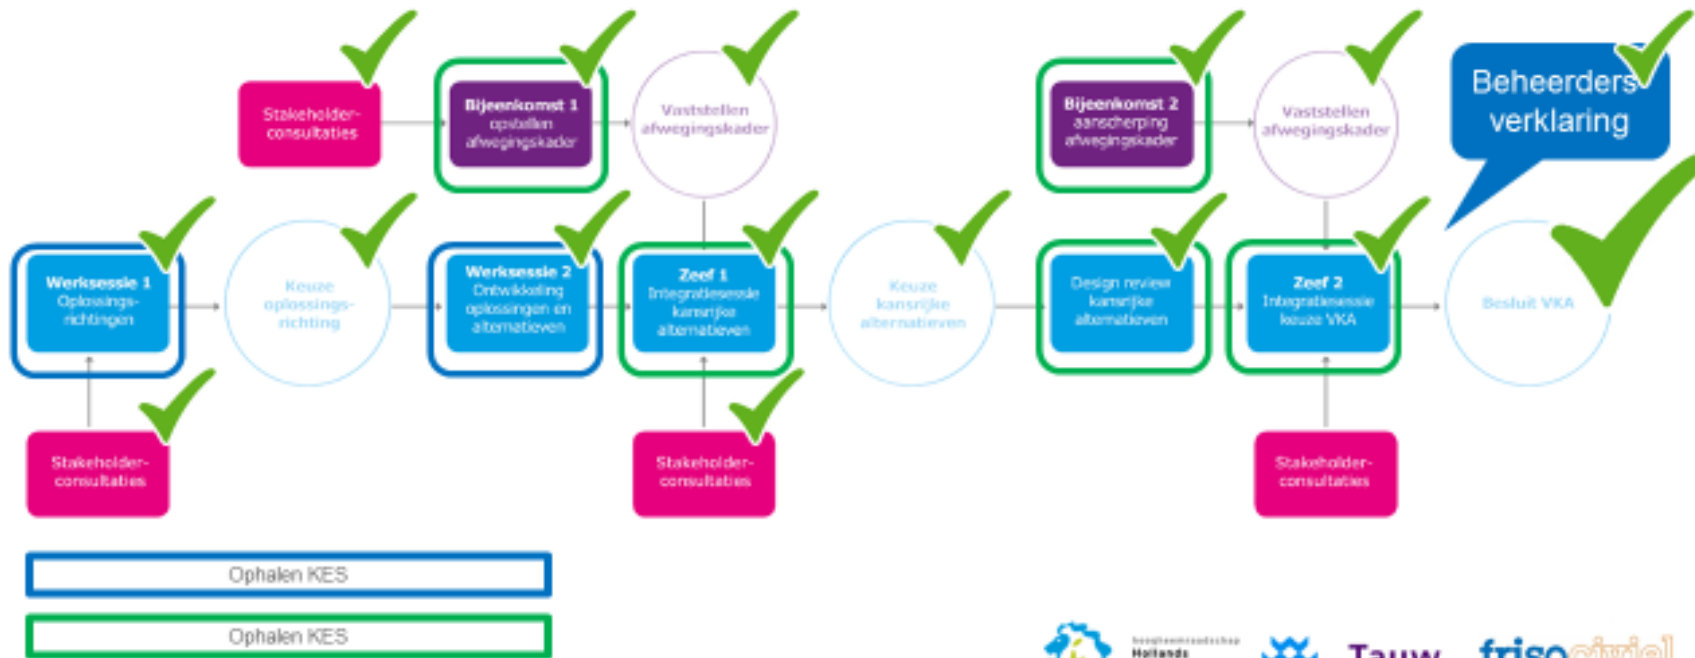 Stakeholder-
consultaties
Bijeenkomst 1
opstellen
afwegingskader
Vaststellen
afwegingskader
Bijeenkomst 2
aanscherping
afwegingskader
Vaststellen
afwegingskader
Beheerders-
verklaring
Werksessie 1
Oplossings-
richtingen
Keuze
oplossings-
richting
Werksessie 2
Ontwikkeling
oplossingen en
alternatieven
Zeef 1
Integratiesessie
kansrijke
alternatieven
Keuze
kansrijke
alternatieven
Design review
kansrijke
alternatieven
Zeef 2
Integratiesessie
keuze VKA
Besluit VKA
Stakeholder-
consultaties
Stakeholder-
consultaties
Stakeholder-
consultaties
Ophalen KES
Ophalen KES
hoogheemraadschap
Hollands
Tauw
frisociviel